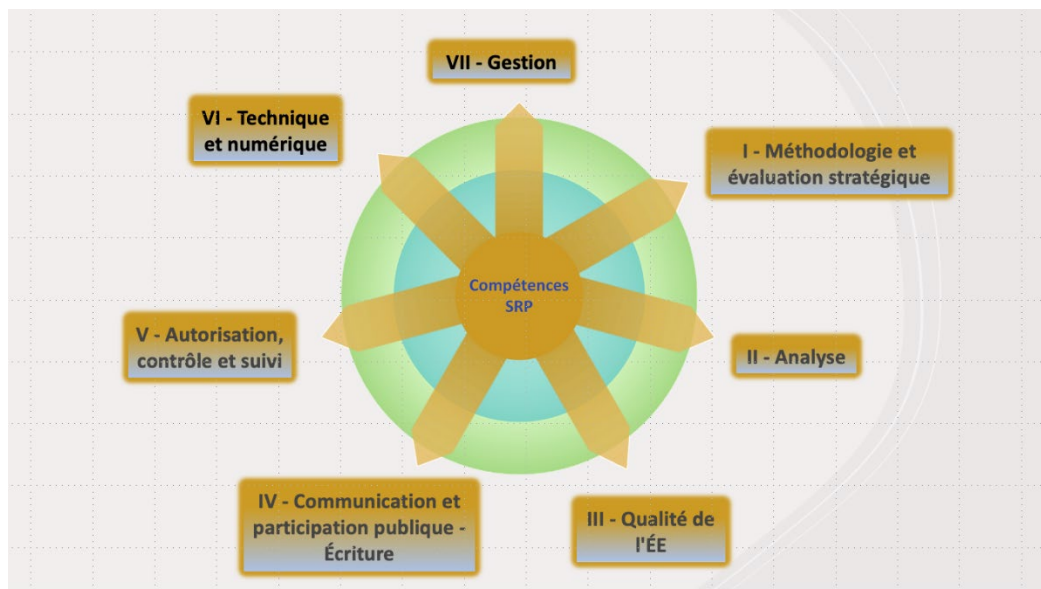 VII - Gestion
VI - Technique
et numérique
I - Méthodologie et
évaluation stratégique
Compétences
SRP
V - Autorisation,
contrôle et suivi
II - Analyse
IV - Communication et
participation publique -
Écriture
III - Qualité de
l'ÉE